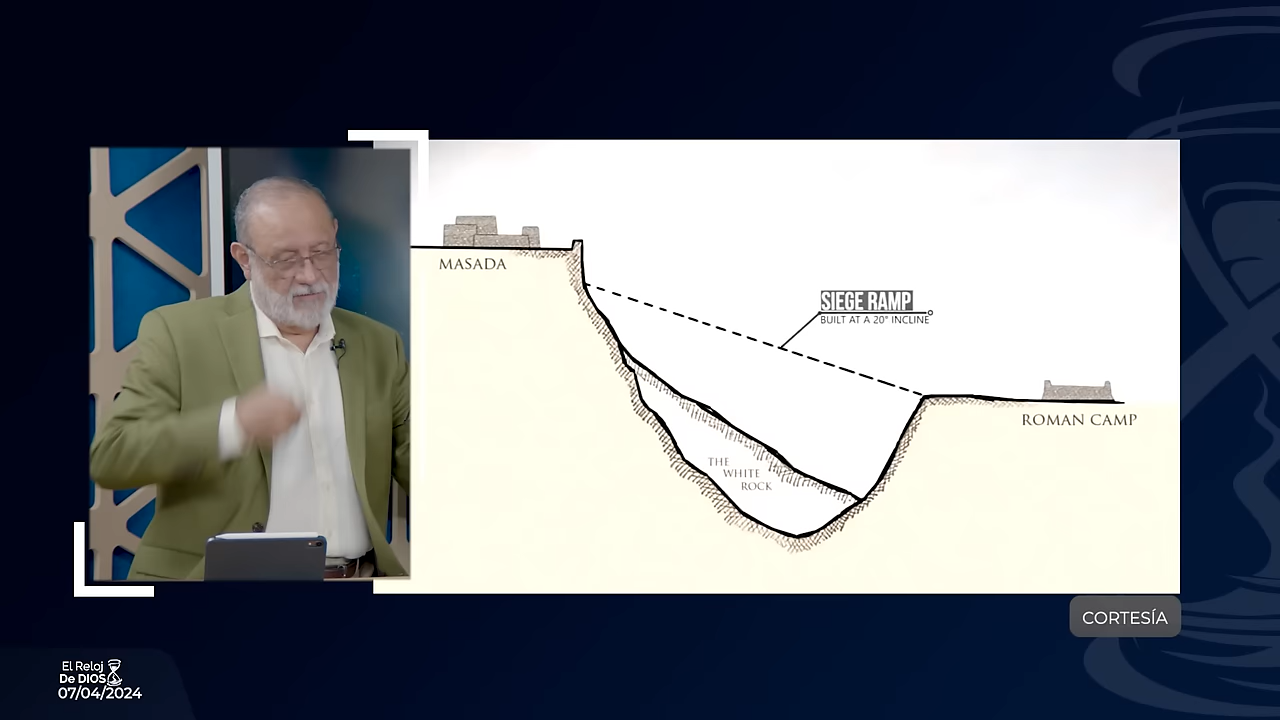 MASADA
SIEGE RAMP
BUILT AT A 20° INCLINE
ROMAN CAMP
THE
WHITE
ROCK
CORTESÍA
El Reloj
De DIOS
07/04/2024